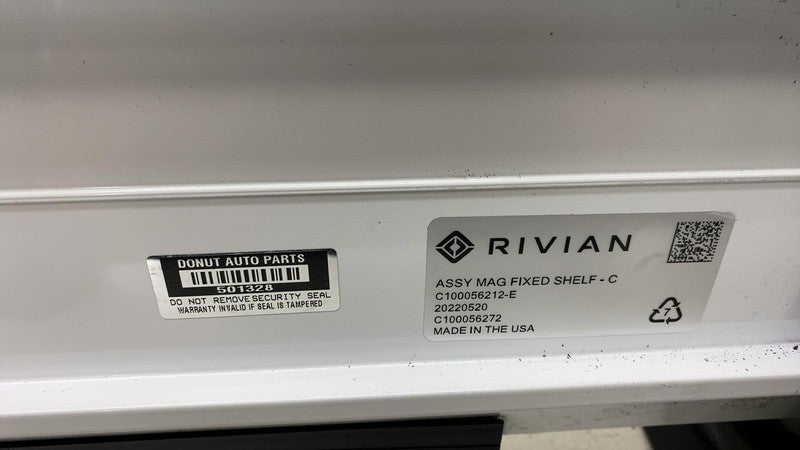 DONUT AUTO PARTS
501328
DO NOT REMOVE SECURITY SEAL
WARRANTY INVALID IF SEAL IS TAMPERED
RIVIAN
ASSY MAG FIXED SHELF - C
C100056212-E
20220520
C100056272
MADE IN THE USA
7